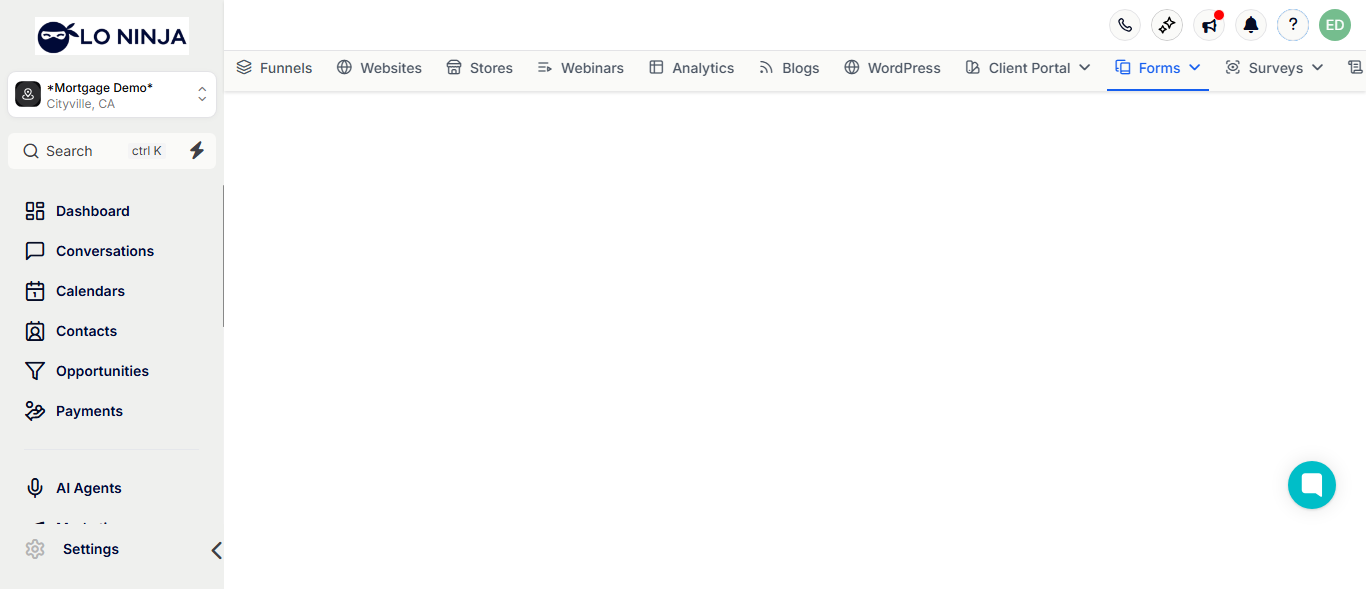 LO NINJA
*Mortgage Demo*
Cityville, CA
Search ctrl K
Dashboard
Conversations
Calendars
1
Contacts
Opportunities
Payments
AI Agents
Settings
?
ED
Funnels Websites Stores Webinars Analytics Blogs WordPress Client Portal Forms Surveys